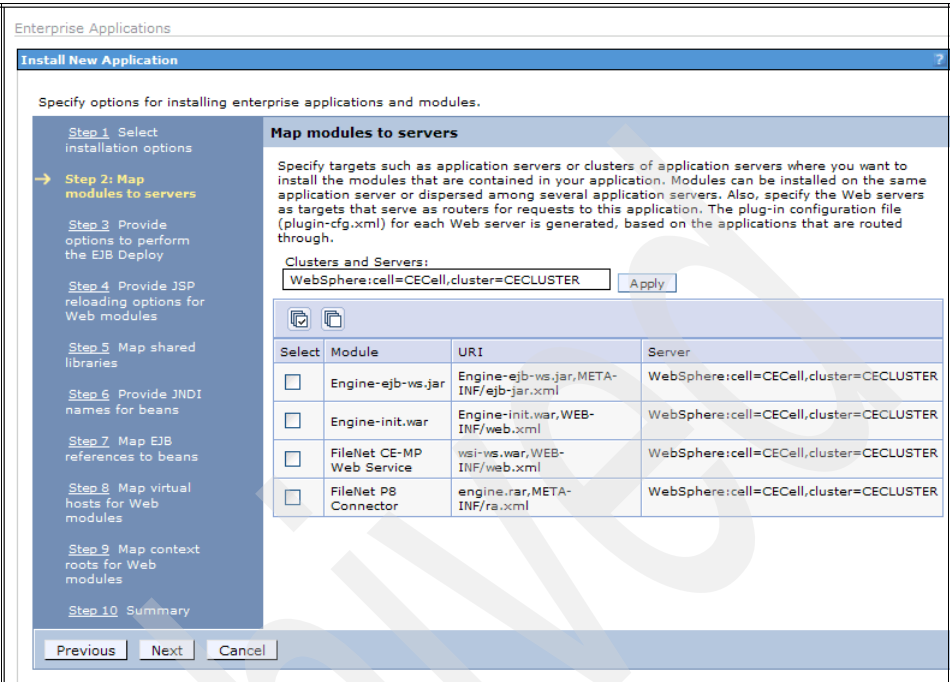 Enterprise Applications
Install New Application
?
Specify options for installing enterprise applications and modules.
Step 1 Select
installation options
Step 2: Map
modules to servers
Step 3 Provide
options to perform
the EJB Deploy
Step 4 Provide JSP
reloading options for
Web modules
Step 5 Map shared
libraries
Step 6 Provide JNDI
names for beans
Step 7 Map EJB
references to beans
Step 8 Map virtual
hosts for Web
modules
Step 9 Map context
roots for Web
modules
Step 10 Summary
Map modules to servers
Specify targets such as application servers or clusters of application servers where you want to
install the modules that are contained in your application. Modules can be installed on the same
application server or dispersed among several application servers. Also, specify the Web servers
as targets that serve as routers for requests to this application. The plug-in configuration file
(plugin-cfg.xml) for each Web server is generated, based on the applications that are routed
through.
Clusters and Servers:
WebSphere:cell=CECell,cluster=CECLUSTER
Apply
Select Module URI Server
Engine-ejb-ws.jar
Engine-ejb-ws.jar,META-
INF/ejb-jar.xml
WebSphere:cell=CECell,cluster=CECLUSTER
Engine-init.war
Engine-init.war,WEB-
INF/web.xml
WebSphere:cell=CECell,cluster=CECLUSTER
FileNet CE-MP
Web Service
wsi-ws.war,WEB-
INF/web.xml
WebSphere:cell=CECell,cluster=CECLUSTER
FileNet P8
Connector
engine.rar,META-
INF/ra.xml
WebSphere:cell=CECell,cluster=CECLUSTER
Previous Next Cancel